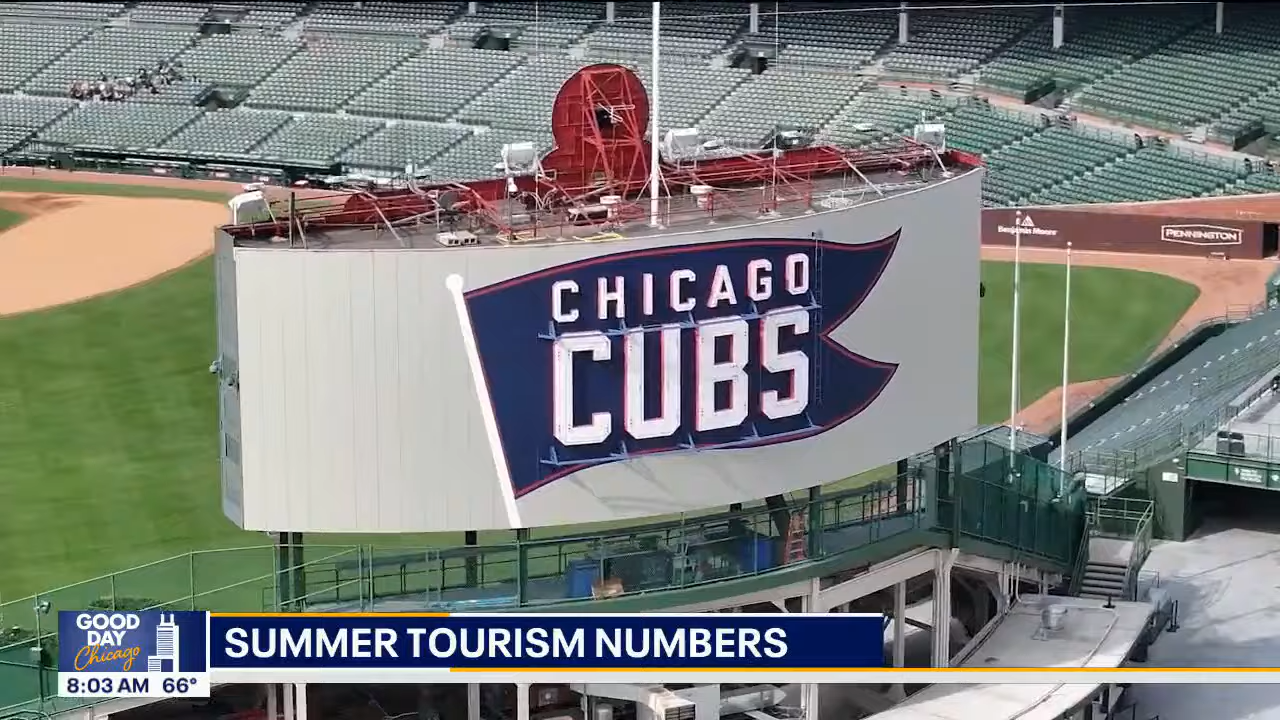 CHICAGO
CUBS
Benjamin Moore
PENNINGTON
GOOD
DAY
Chicago
SUMMER TOURISM NUMBERS
8:03 AM 66°